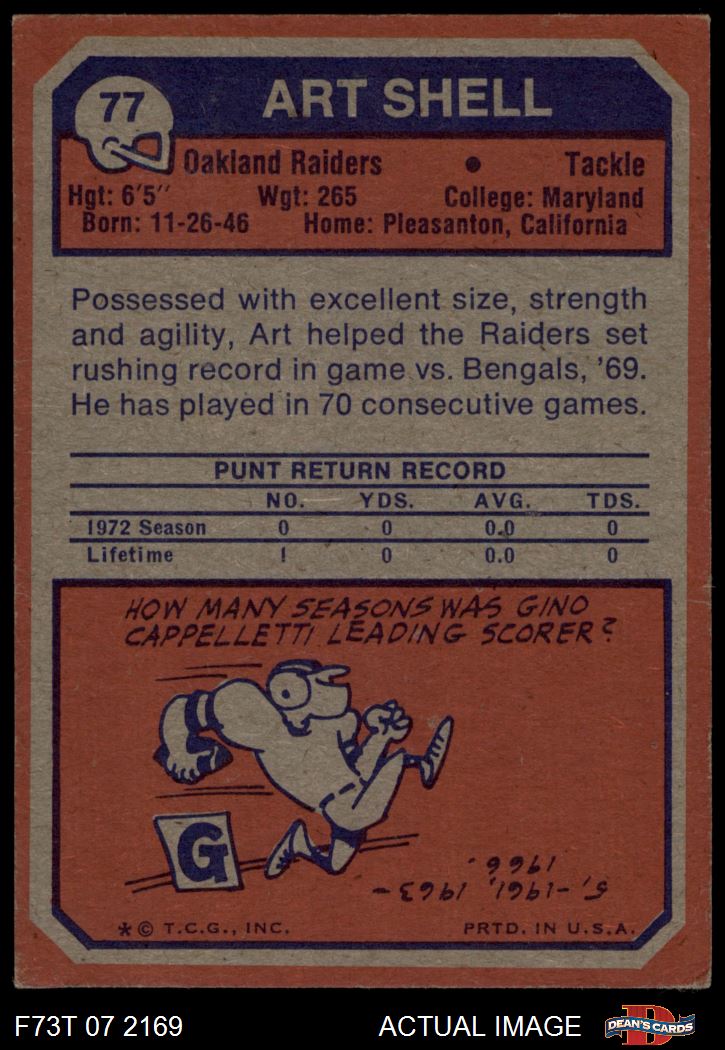 77
ART SHELL
Oakland Raiders • Tackle
Hgt: 6'5" Wgt: 265 College: Maryland
Born: 11-26-46 Home: Pleasanton, California
Possessed with excellent size, strength
and agility, Art helped the Raiders set
rushing record in game vs. Bengals, '69.
He has played in 70 consecutive games.
PUNT RETURN RECORD
NO. YDS. AVG. TDS.
1972 Season 0 0 0.0 0
Lifetime 1 0 0.0 0
HOW MANY SEASONS WAS GINO
CAPPELLETTI LEADING SCORER?
G
5, -1961, 1963-
1966.
* © T.C.G., INC. PRTD. IN U.S.A.
F73T 07 2169 ACTUAL IMAGE
D
DEAN'S CARDS